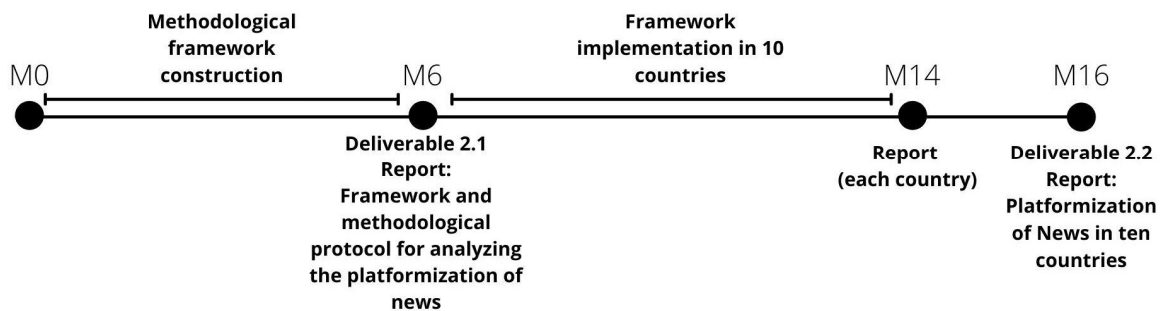 Methodological
framework
construction
Framework
implementation in 10
countries
M0
M6
M14
M16
Deliverable 2.1
Report:
Framework and
methodological
protocol for analyzing
the platformization of
news
Report
(each country)
Deliverable 2.2
Report:
Platformization
of News in ten
countries